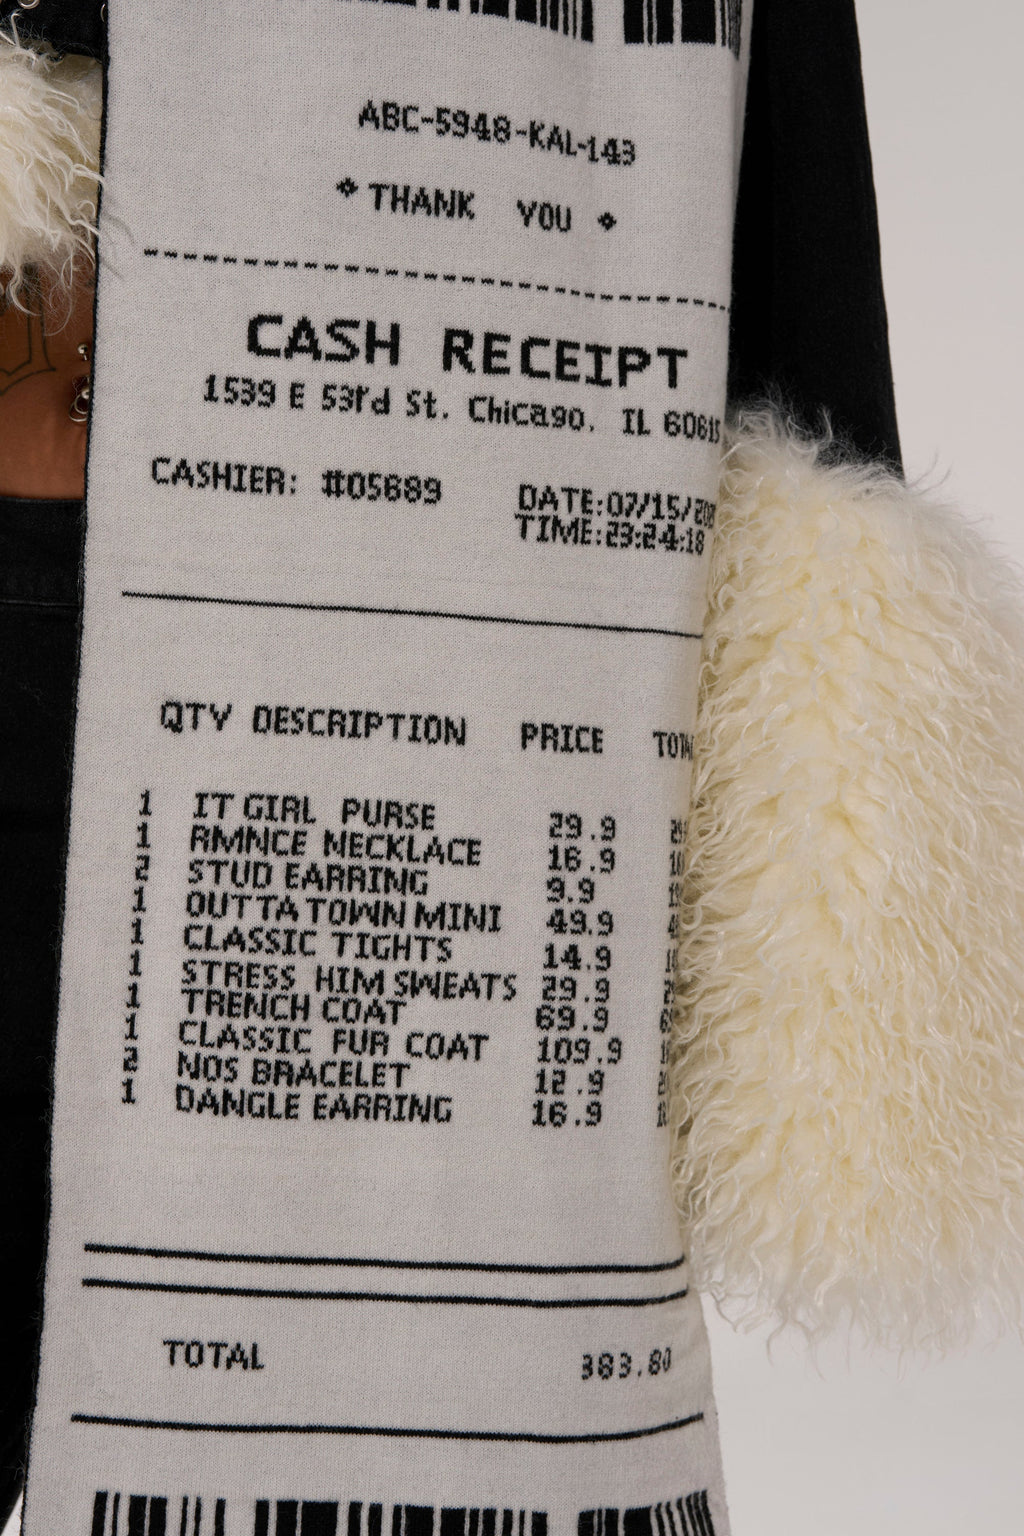 ABC-5948-KAL-143
THANK YOU
CASH RECEIPT
1539 E 53rd St. Chicago, IL 60615
CASHIER: #05689
DATE:07/15/
TIME:23:24:18
QTY DESCRIPTION PRICE
1 IT GIRL PURSE 29.9
1 RMNCE NECKLACE 16.9
2 STUD EARRING 9.9
1 OUTTA TOWN MINI 49.9
1 CLASSIC TIGHTS 14.9
1 STRESS HIM SWEATS 29.9
1 TRENCH COAT 69.9
1 CLASSIC FUR COAT 109.9
2 NOS BRACELET 12.9
1 DANGLE EARRING 16.9
TOTAL 383.80